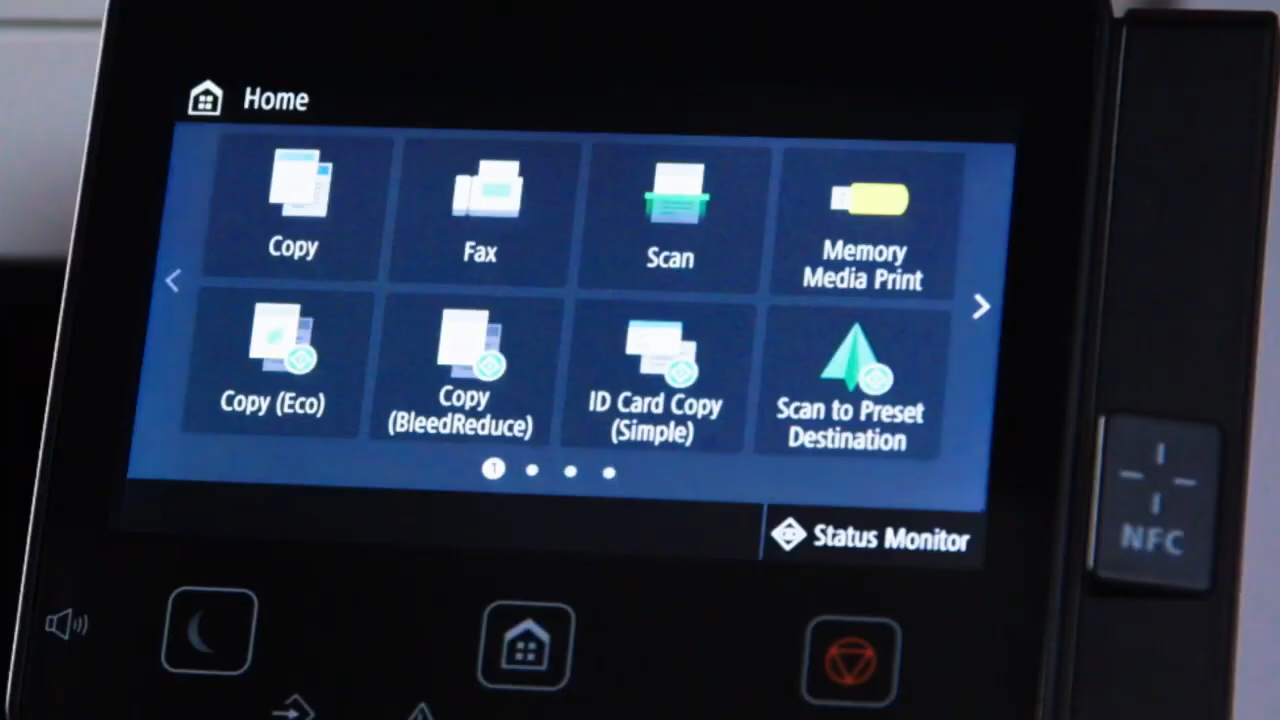 Home
Copy
Fax
Scan
Memory
Media Print
Copy (Eco)
Copy
(BleedReduce)
ID Card Copy
(Simple)
Scan to Preset
Destination
1
Status Monitor
NFC